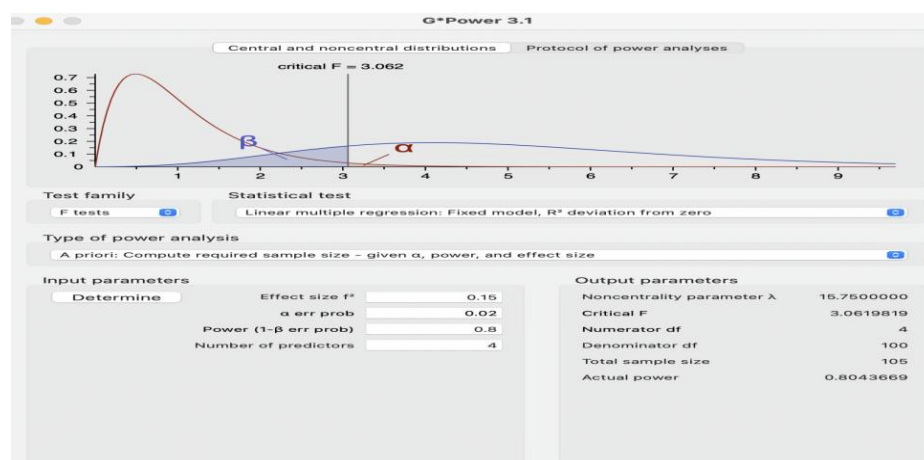 G*Power 3.1
Central and noncentral distributions Protocol of power analyses
critical F = 3.062
0.7
0.6
0.5
0.4
0.3
0.2
0.1
0
β
α
1 2 3 4 5 6 7 8 9
Test family Statistical test
F tests Linear multiple regression: Fixed model, R² deviation from zero
Type of power analysis
A priori: Compute required sample size – given α, power, and effect size
Input parameters Output parameters
Determine Effect size f² 0.15 Noncentrality parameter λ 15.7500000
α err prob 0.02 Critical F 3.0619819
Power (1-β err prob) 0.8 Numerator df 4
Number of predictors 4 Denominator df 100
Total sample size 105
Actual power 0.8043669